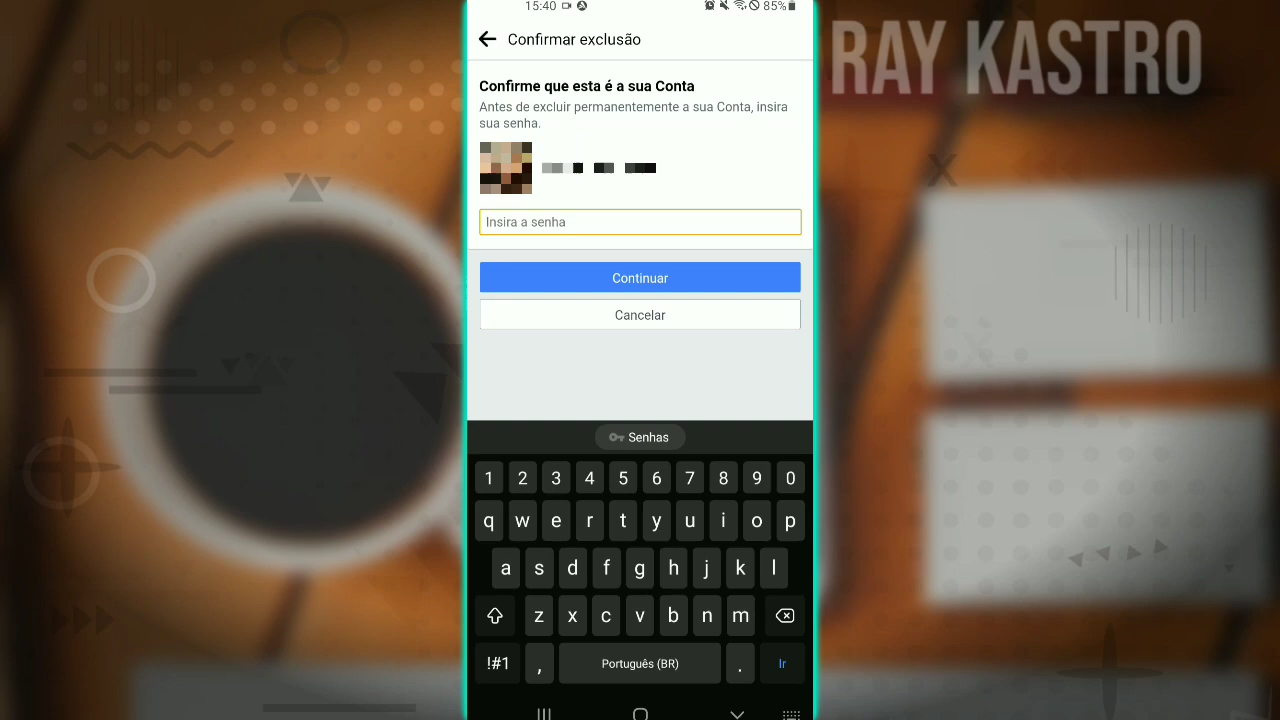 15:40
85%
RAY KASTRO
Confirmar exclusão
Confirme que esta é a sua Conta
Antes de excluir permanentemente a sua Conta, insira
sua senha.
Insira a senha
Continuar
Cancelar
Senhas
1 2 3 4 5 6 7 8 9 0
q w e r t y u i o p
a s d f g h j k l
z x c v b n m
!#1 , Português (BR) . Ir